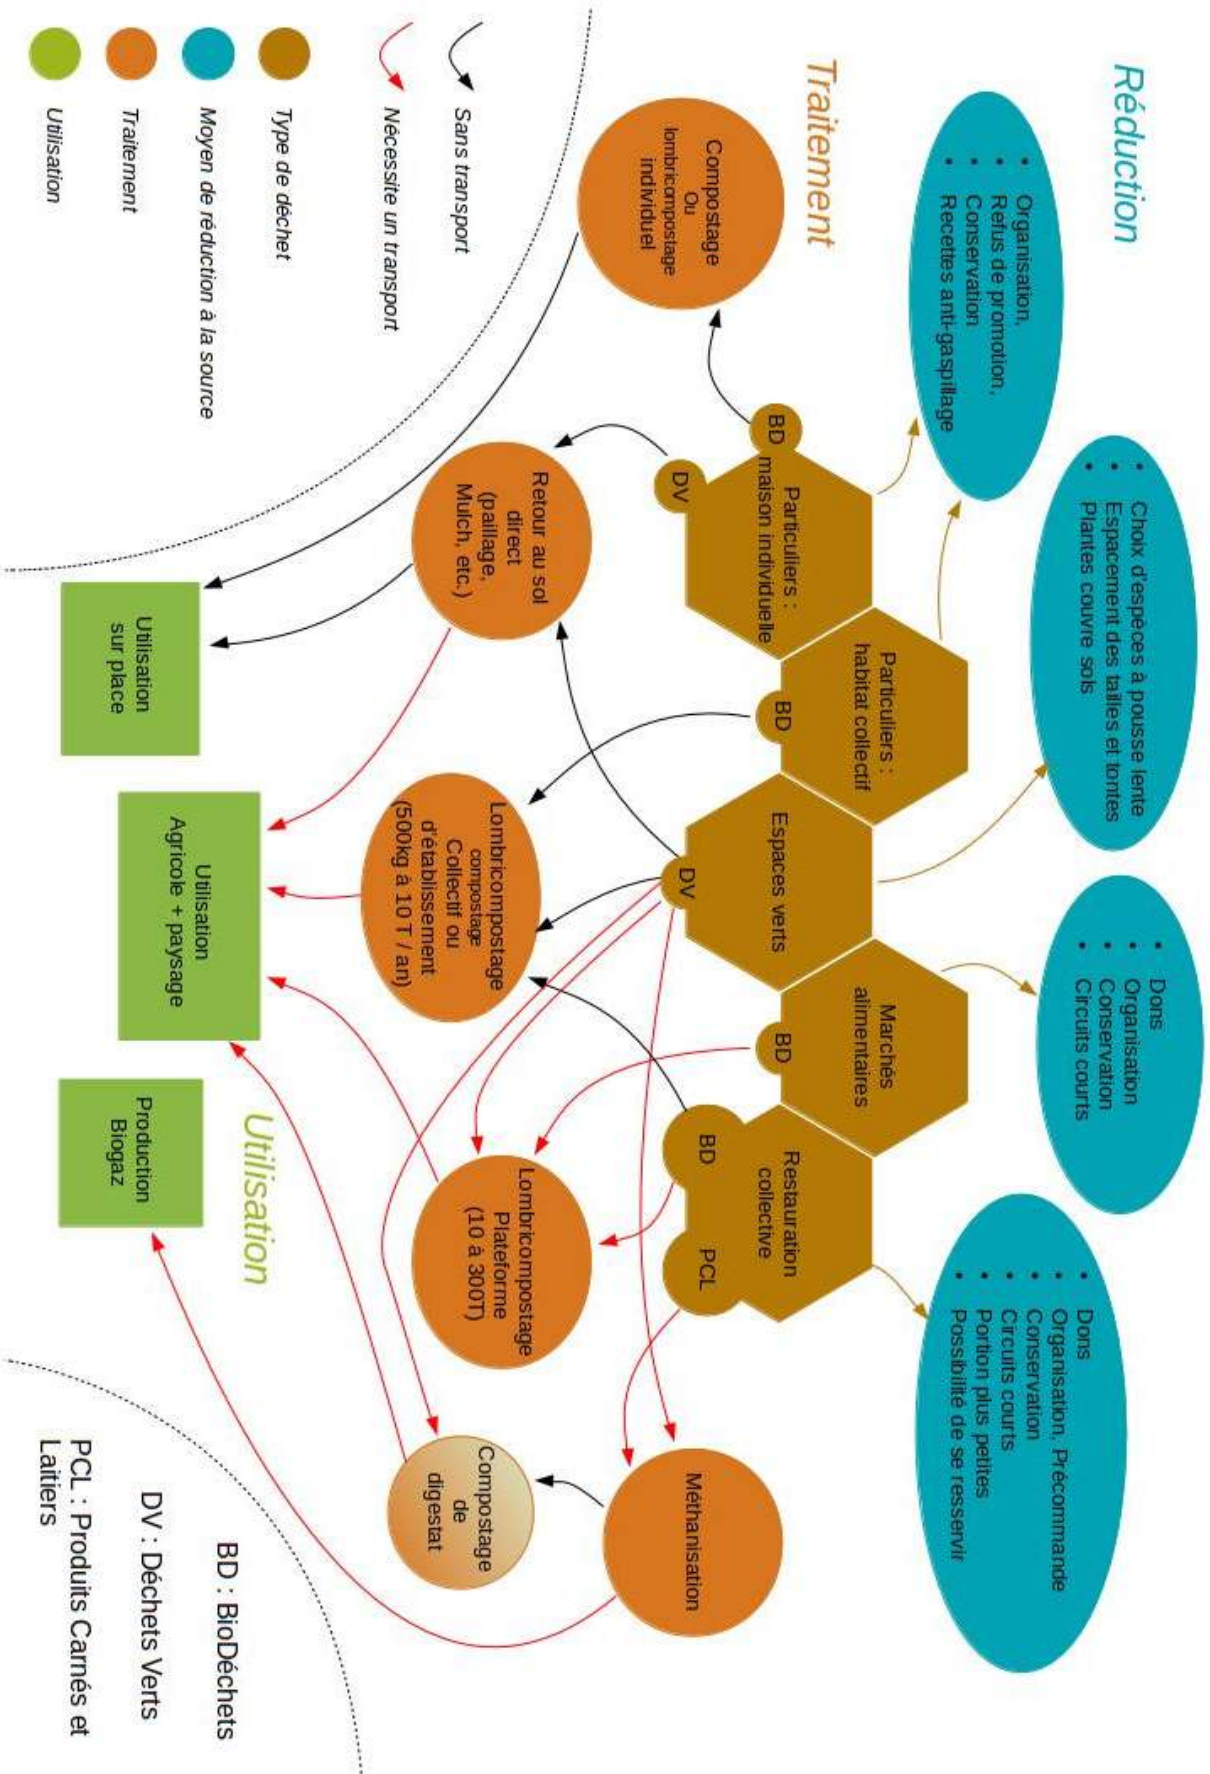 Réduction
Organisation,
Refus de promotion,
Conservation
Recettes anti-gaspillage
Choix d'espèces à pousse lente
Espacement des tailles et tontes
Plantes couvre sols
Dons
Organisation
Conservation
Circuits courts
Dons
Organisation, Précommande
Conservation
Circuits courts
Portion plus petites
Possibilité de se resservir
Traitement
Particuliers :
maison individuelle
BD
DV
Particuliers :
habitat collectif
BD
Espaces verts
DV
Marchés
alimentaires
BD
Restauration
collective
BD
PCL
Compostage
Ou
lombricompostage
individuel
Retour au sol
direct
(paillage,
Mulch, etc.)
Lombricompostage
compostage
Collectif ou
d'établissement
(500kg à 10T / an)
Lombricompostage
Plateforme
(10 à 300T)
Méthanisation
Compostage
de
digestat
Utilisation
Utilisation
sur place
Utilisation
Agricole + paysage
Production
Biogaz
Sans transport
Nécessite un transport
Type de déchet
Moyen de réduction à la source
Traitement
Utilisation
BD : BioDéchets
DV : Déchets Verts
PCL : Produits Carnés et
Laitiers